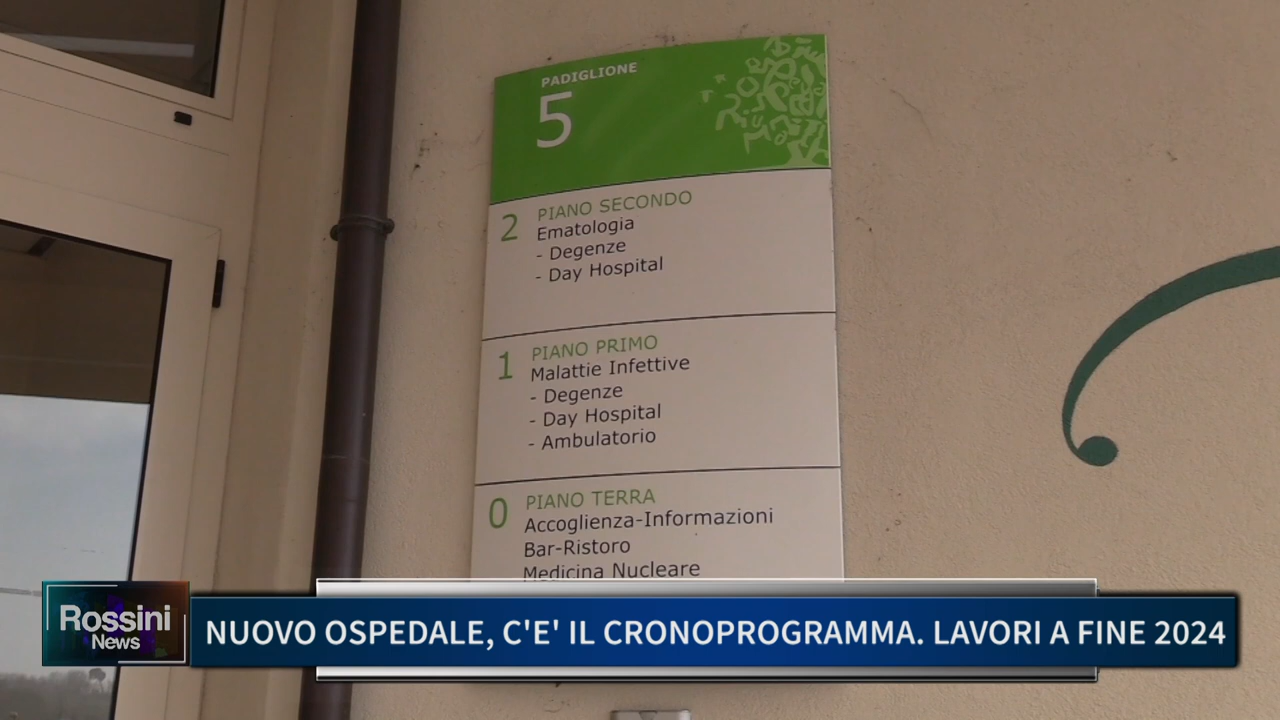 PADIGLIONE
5
2 PIANO SECONDO
Ematologia
- Degenze
- Day Hospital
1 PIANO PRIMO
Malattie Infettive
- Degenze
- Day Hospital
- Ambulatorio
0 PIANO TERRA
Accoglienza-Informazioni
Bar-Ristoro
Medicina Nucleare
Rossini
News
NUOVO OSPEDALE, C'E' IL CRONOPROGRAMMA. LAVORI A FINE 2024